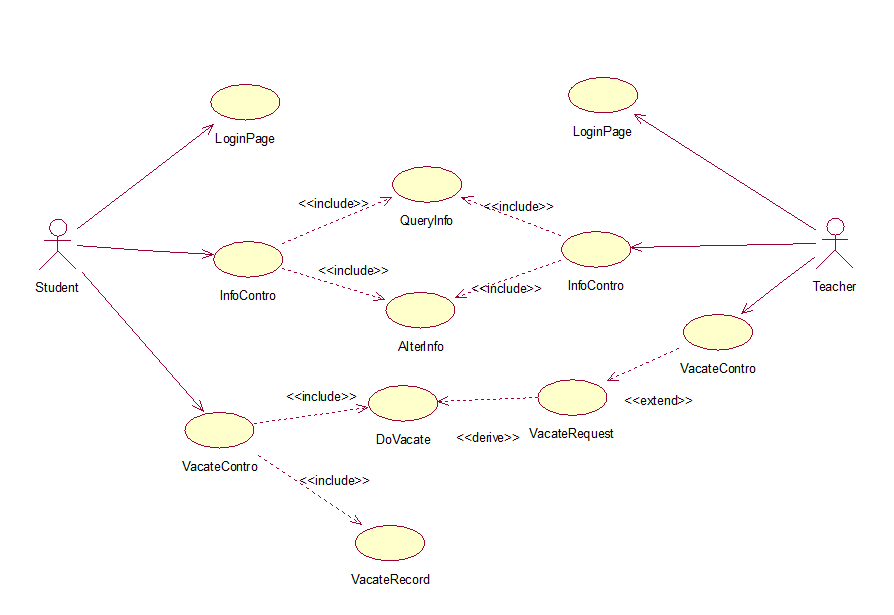 LoginPage
LoginPage
<<include>>
<<include>>
QueryInfo
<<include>>
<<include>>
Student
InfoContro
InfoContro
Teacher
AlterInfo
VacateContro
<<include>>
<<extend>>
DoVacate
<<derive>>
VacateRequest
VacateContro
<<include>>
VacateRecord